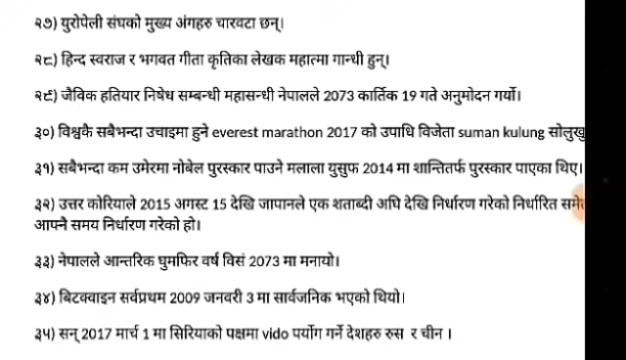 २७) युरोपेली संघको मुख्य अंगहरु चारवटा छन्।
२८) हिन्द स्वराज र भगवत गीता कृतिका लेखक महात्मा गान्धी हुन्।
२९) जैविक हतियार निषेध सम्बन्धी महासन्धी नेपालले 2073 कार्तिक 19 गते अनुमोदन गर्यो।
३०) विश्वकै सबैभन्दा उचाइमा हुने everest marathon 2017 को उपाधि विजेता suman kulung सोलुखु
३१) सबैभन्दा कम उमेरमा नोबेल पुरस्कार पाउने मलाला युसुफ 2014 मा शान्तितर्फ पुरस्कार पाएका थिए।
३२) उत्तर कोरियाले 2015 अगस्ट 15 देखि जापानले एक शताब्दी अघि देखि निर्धारण गरेको निर्धारित समे
आफ्नै समय निर्धारण गरेको हो।
३३) नेपालले आन्तरिक घुमफिर वर्ष विसं 2073 मा मनायो।
३४) बिटक्वाइन सर्वप्रथम 2009 जनवरी 3 मा सार्वजनिक भएको थियो।
३५) सन् 2017 मार्च 1 मा सिरियाको पक्षमा vido पर्योग गर्ने देशहरु रुस र चीन ।